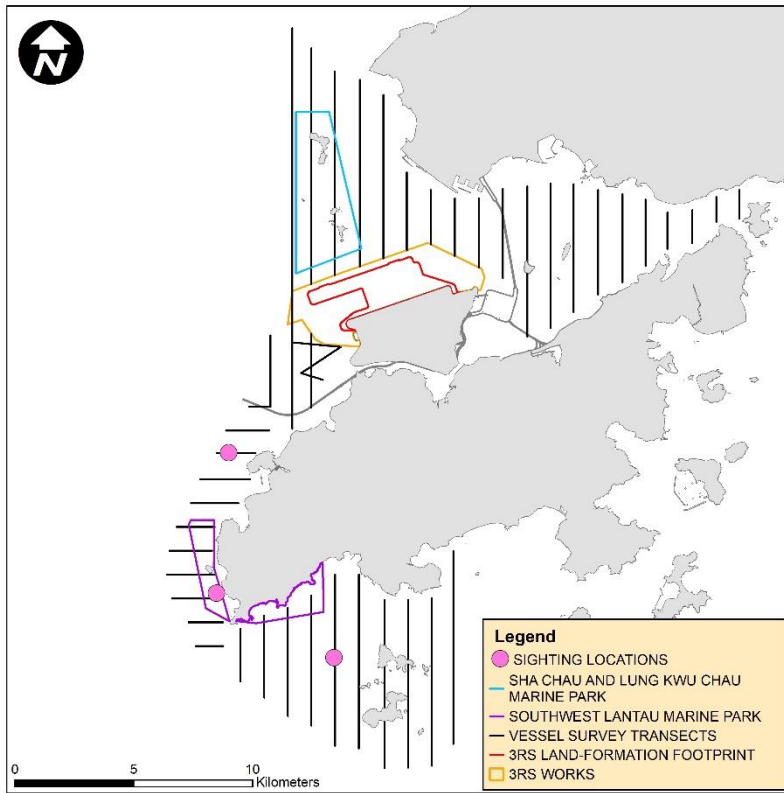 N
Legend
SIGHTING LOCATIONS
SHA CHAU AND LUNG KWU CHAU
MARINE PARK
SOUTHWEST LANTAU MARINE PARK
VESSEL SURVEY TRANSECTS
3RS LAND-FORMATION FOOTPRINT
3RS WORKS
0 5 10
Kilometers